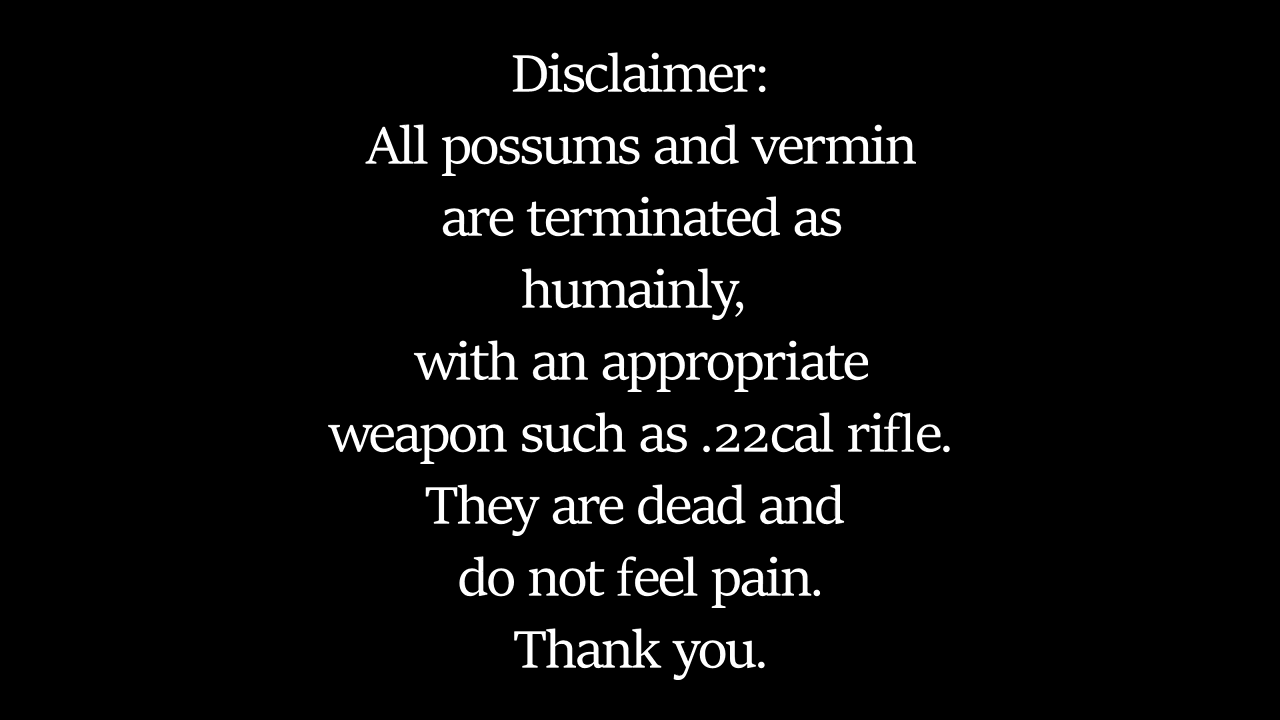 Disclaimer:
All possums and vermin
are terminated as
humainly,
with an appropriate
weapon such as .22cal rifle.
They are dead and
do not feel pain.
Thank you.